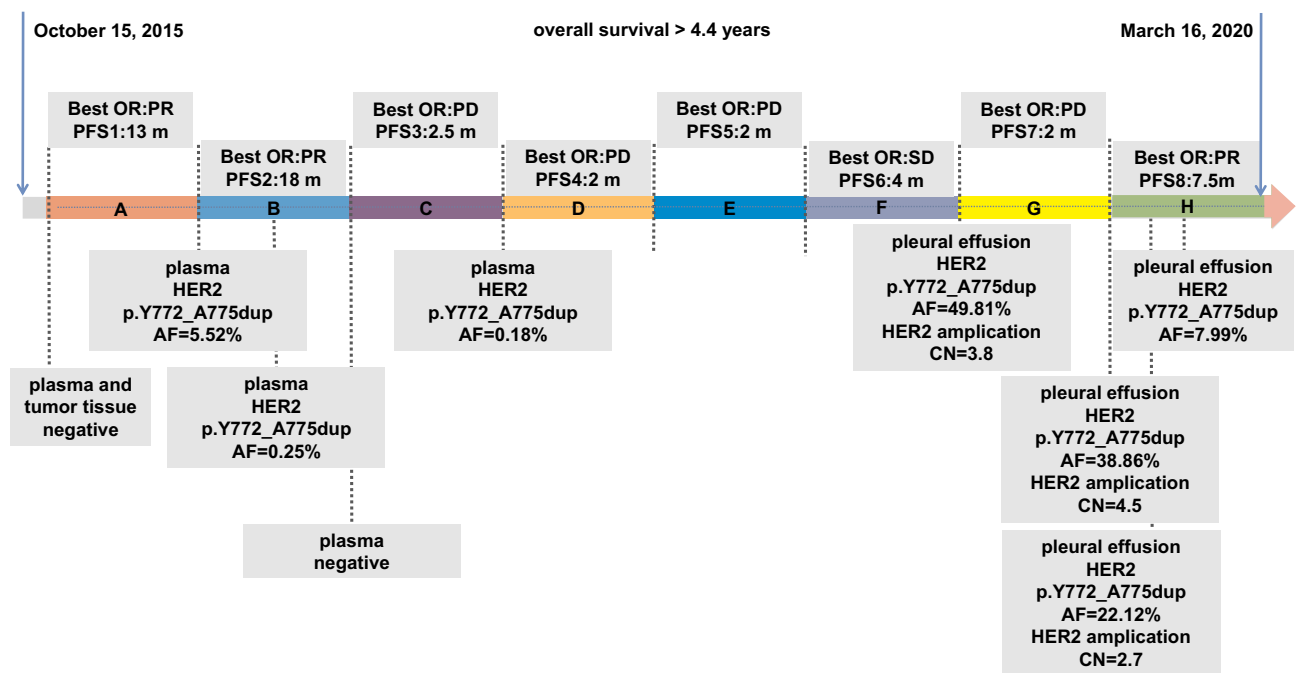 October 15, 2015
overall survival > 4.4 years
March 16, 2020
Best OR:PR
PFS1:13 m
Best OR:PR
PFS2:18 m
Best OR:PD
PFS3:2.5 m
Best OR:PD
PFS4:2 m
Best OR:PD
PFS5:2 m
Best OR:SD
PFS6:4 m
Best OR:PD
PFS7:2 m
Best OR:PR
PFS8:7.5m
A
B
C
D
E
F
G
H
plasma and
tumor tissue
negative
plasma
HER2
p.Y772_A775dup
AF=5.52%
plasma
HER2
p.Y772_A775dup
AF=0.25%
plasma
negative
plasma
HER2
p.Y772_A775dup
AF=0.18%
pleural effusion
HER2
p.Y772_A775dup
AF=49.81%
HER2 amplication
CN=3.8
pleural effusion
HER2
p.Y772_A775dup
AF=38.86%
HER2 amplication
CN=4.5
pleural effusion
HER2
p.Y772_A775dup
AF=22.12%
HER2 amplication
CN=2.7
pleural effusion
HER2
p.Y772_A775dup
AF=7.99%